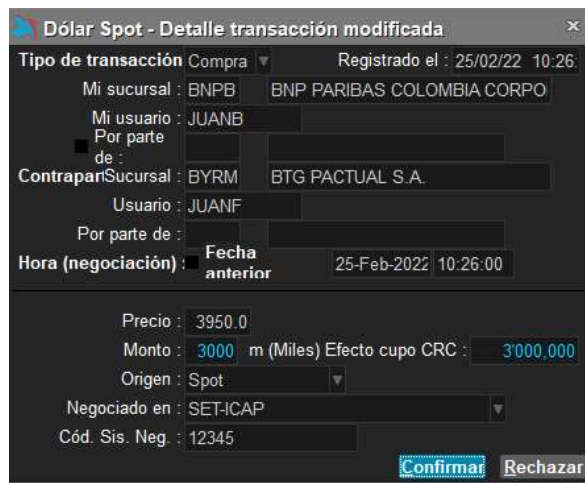 Dólar Spot - Detalle transacción modificada ×
Tipo de transacción Compra Registrado el : 25/02/22 10:26:
Mi sucursal : BNPB BNP PARIBAS COLOMBIA CORPO
Mi usuario : JUANB
Por parte
de :
ContraparSucursal : BYRM BTG PACTUAL S.A.
Usuario : JUANF
Por parte de :
Hora (negociación) : Fecha
anterior 25-Feb-2022 10:26:00
Precio : 3950.0
Monto : 3000 m (Miles) Efecto cupo CRC : 3'000,000
Origen : Spot
Negociado en : SET-ICAP
Cód. Sis. Neg. : 12345
Confirmar Rechazar